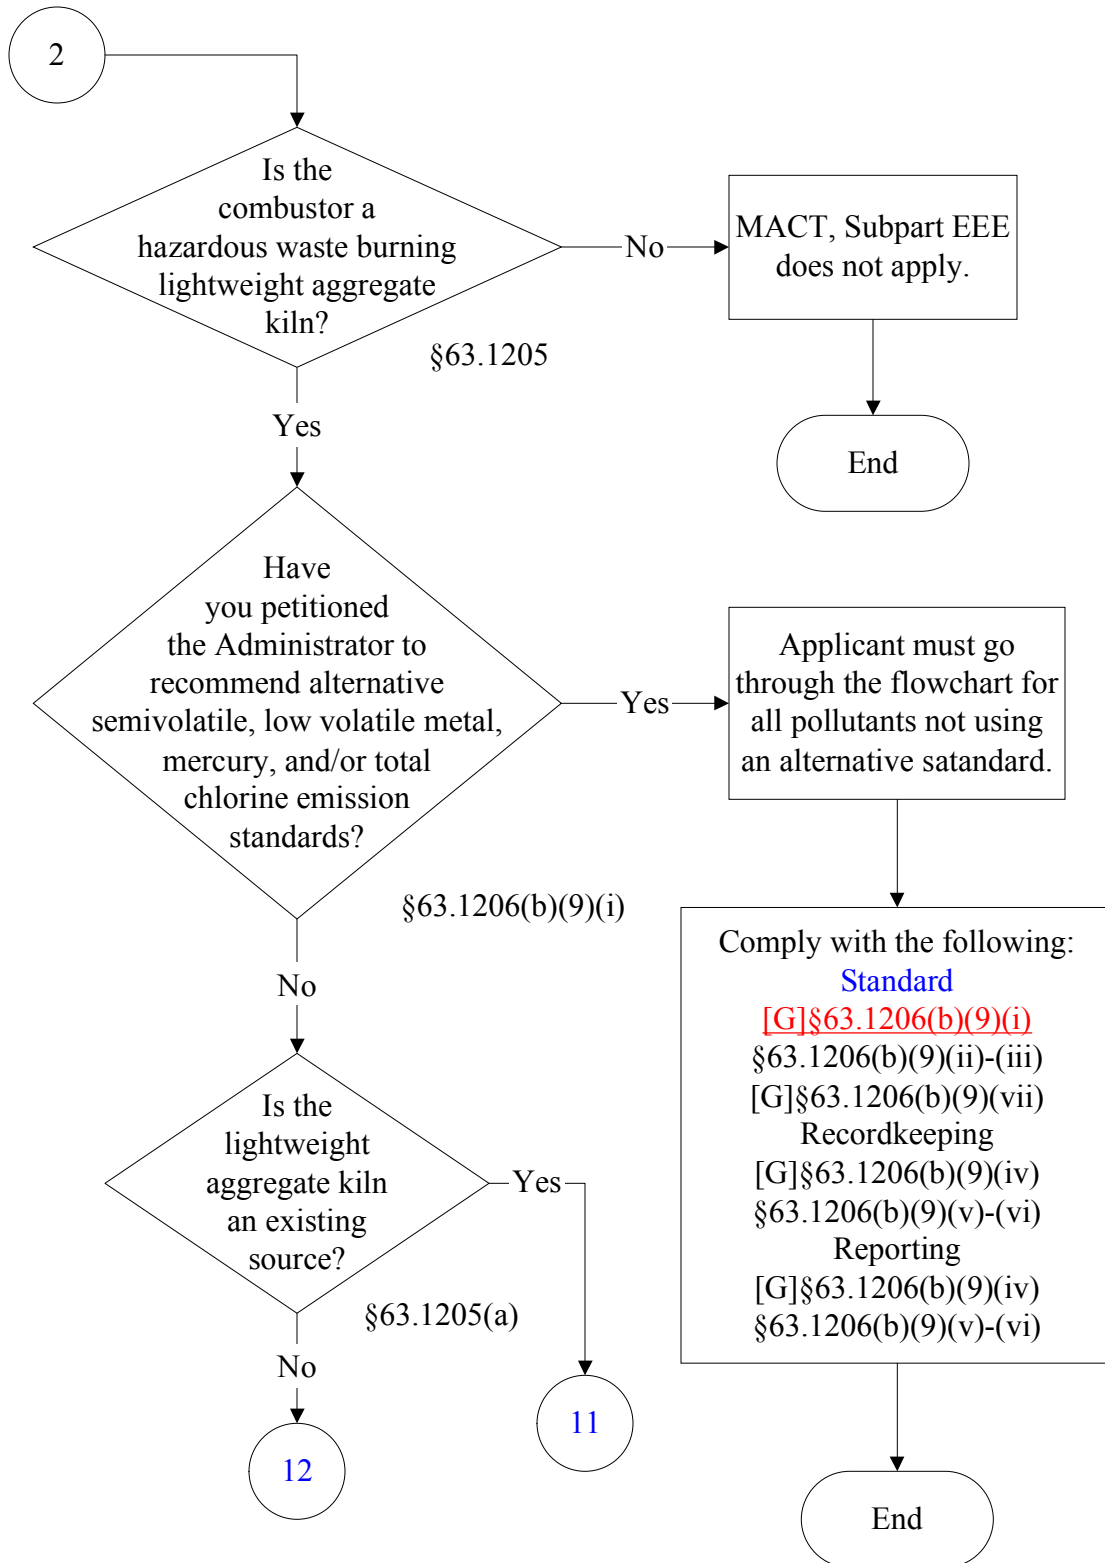 2
Is the
combustor a
hazardous waste burning
lightweight aggregate
kiln?
§63.1205
No
MACT, Subpart EEE
does not apply.
End
Yes
Have
you petitioned
the Administrator to
recommend alternative
semivolatile, low volatile metal,
mercury, and/or total
chlorine emission
standards?
§63.1206(b)(9)(i)
Yes
Applicant must go
through the flowchart for
all pollutants not using
an alternative satandard.
Comply with the following:
Standard
[G]§63.1206(b)(9)(i)
§63.1206(b)(9)(ii)-(iii)
[G]§63.1206(b)(9)(vii)
Recordkeeping
[G]§63.1206(b)(9)(iv)
§63.1206(b)(9)(v)-(vi)
Reporting
[G]§63.1206(b)(9)(iv)
§63.1206(b)(9)(v)-(vi)
End
No
Is the
lightweight
aggregate kiln
an existing
source?
§63.1205(a)
Yes
11
No
12